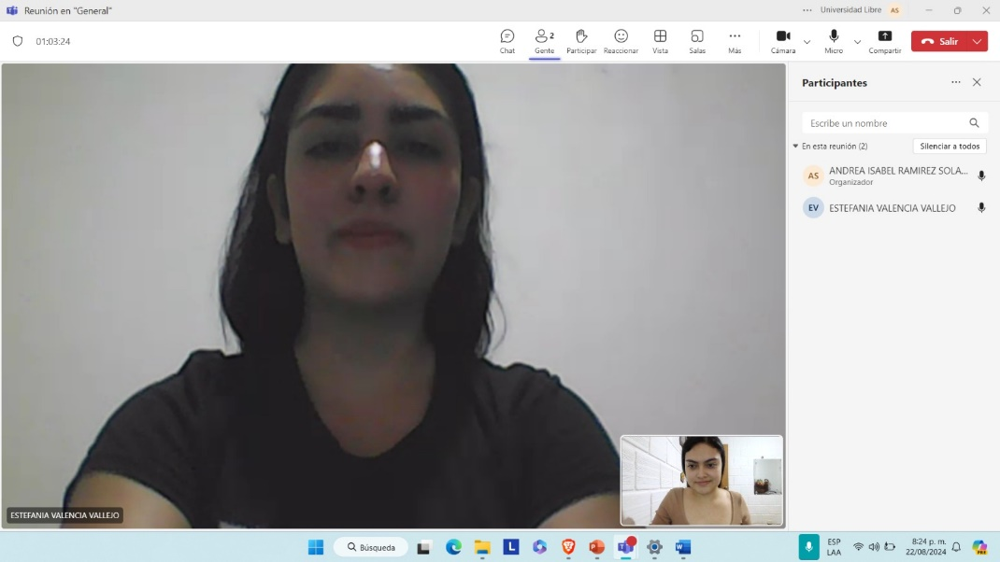 Reunión en "General"
Universidad Libre
AS
01:03:24
Chat
2
Gente
Participar
Reaccionar
Vista
Salas
Más
Cámara
Micro
Compartir
Salir
Participantes
Escribe un nombre
En esta reunión (2)
Silenciar a todos
AS
ANDREA ISABEL RAMIREZ SOLA...
Organizador
EV
ESTEFANIA VALENCIA VALLEJO
ESTEFANIA VALENCIA VALLEJO
Búsqueda
L
ESP
LAA
8:24 p. m.
22/08/2024
PRE